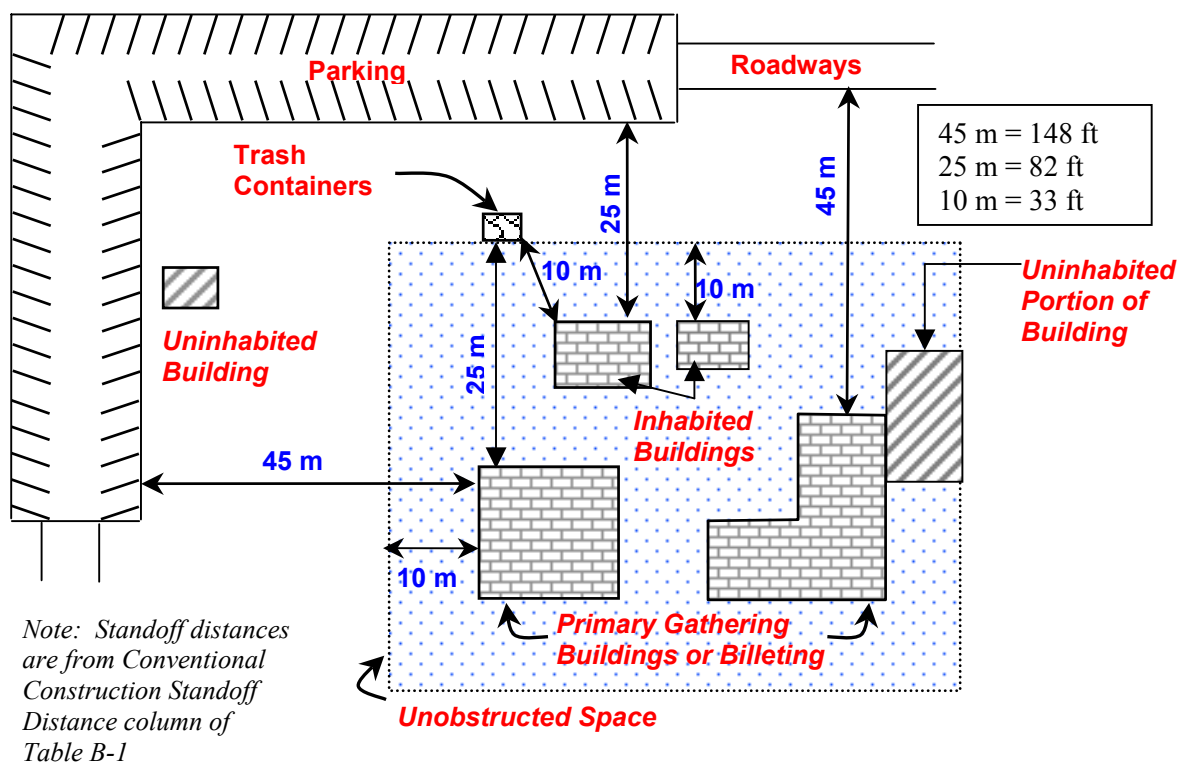 Parking
Roadways
Trash
Containers
25 m
45 m
45 m = 148 ft
25 m = 82 ft
10 m = 33 ft
10 m
10 m
Uninhabited
Portion of
Building
Uninhabited
Building
25 m
Inhabited
Buildings
45 m
10 m
Primary Gathering
Buildings or Billeting
Note: Standoff distances
are from Conventional
Construction Standoff
Distance column of
Table B-1
Unobstructed Space